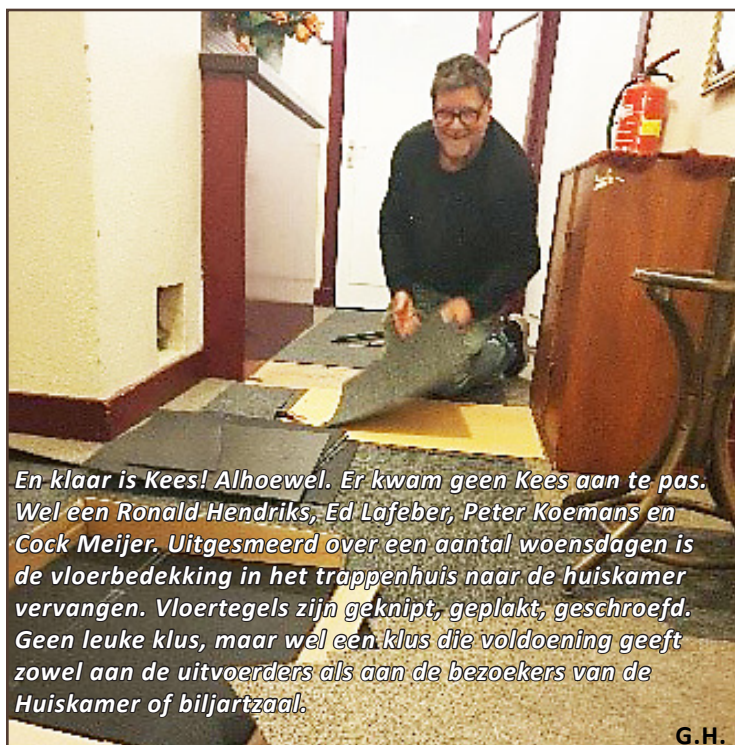 En klaar is Kees! Alhoewel. Er kwam geen Kees aan te pas.
Wel een Ronald Hendriks, Ed Lafeber, Peter Koemans en
Cock Meijer. Uitgesmeerd over een aantal woensdagen is
de vloerbedekking in het trappenhuis naar de huiskamer
vervangen. Vloertegels zijn geknipt, geplakt, geschroefd.
Geen leuke klus, maar wel een klus die voldoening geeft
zowel aan de uitvoerders als aan de bezoekers van de
Huiskamer of biljartzaal.
G.H.